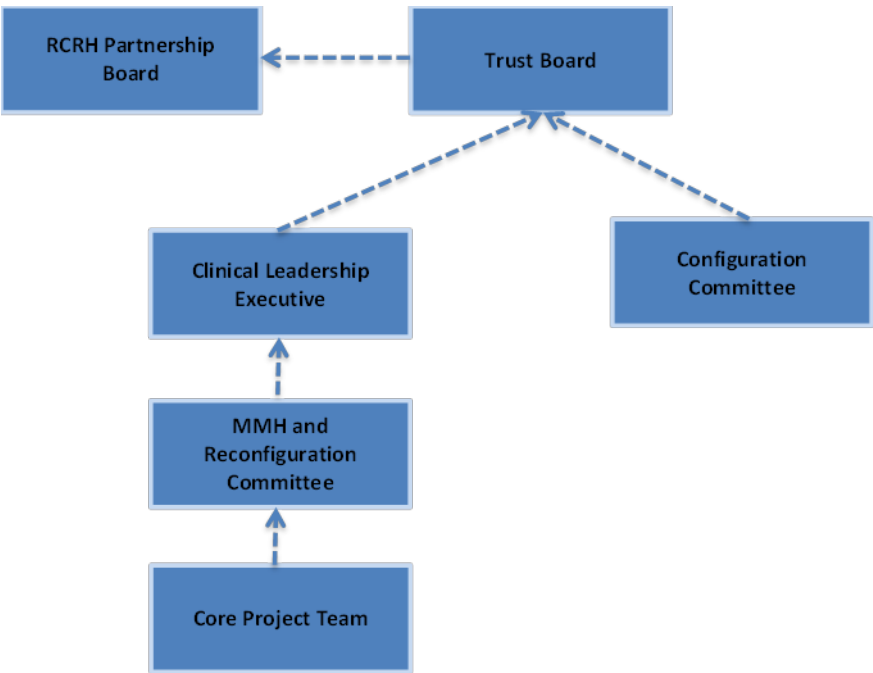 RCRH Partnership
Board
Trust Board
Clinical Leadership
Executive
Configuration
Committee
MMH and
Reconfiguration
Committee
Core Project Team